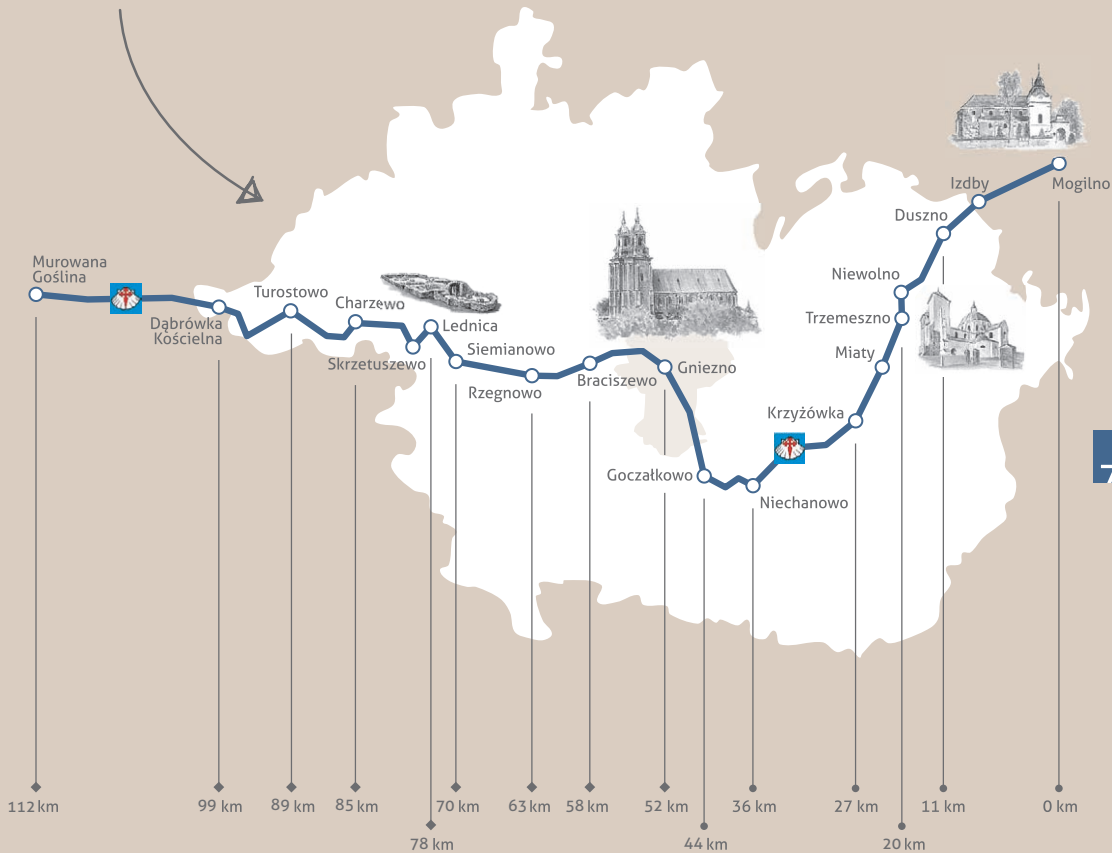 Mogilno
Izdby
Duszno
Niewolno
Trzemeszno
Miaty
Krzyżówka
Niechanowo
Goczałkowo
Gniezno
Braciszewo
Rzegnowo
Siemianowo
Lednica
Skrzetuszewo
Charzewo
Turostowo
Dąbrówka
Kościelna
Murowana
Goślina
112 km
99 km
89 km
85 km
70 km
63 km
58 km
52 km
36 km
27 km
11 km
0 km
78 km
44 km
20 km